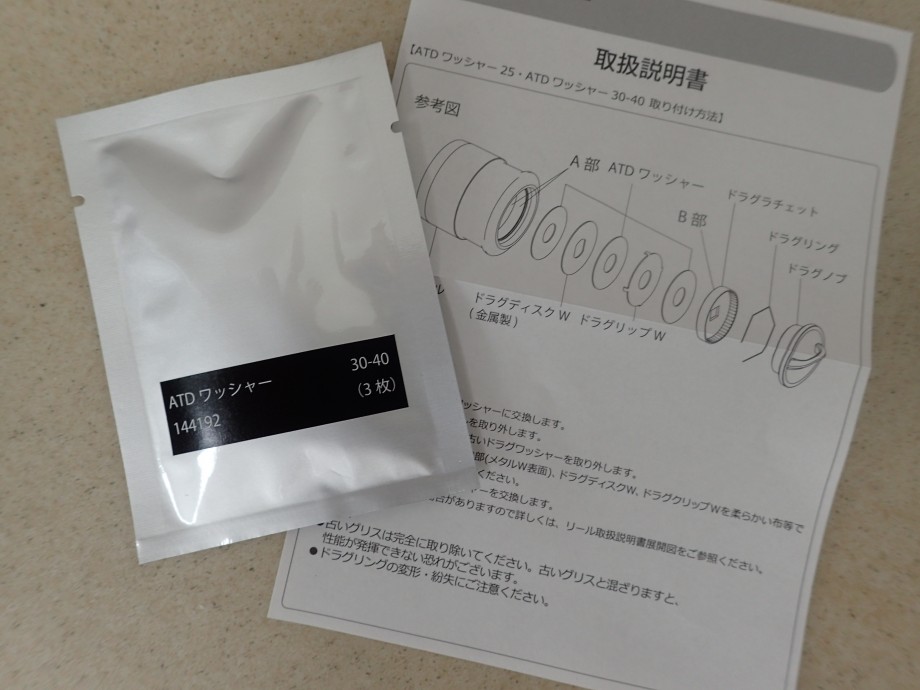 ATD ワッシャー
30-40
144192
(3 枚)
取扱説明書
【ATD ワッシャー 25・ATD ワッシャー 30-40 取り付け方法】
参考図
A 部
ATD ワッシャー
B 部
ドラグラチェット
ドラグリング
ドラグノブ
ル
ドラグディスク W
(金属製)
ドラグリップ W
ッシャーに交換します。
を取り外します。
古いドラグワッシャーを取り外します。
部(メタルW表面)、ドラグディスクW、ドラグクリップWを柔らかい布等で
ください。
ャーを交換します。
合がありますので詳しくは、リール取扱説明書展開図をご参照ください。
●古いグリスは完全に取り除いてください。古いグリスと混ざりますと、
性能が発揮できない恐れがございます。
●ドラグリングの変形・紛失にご注意ください。